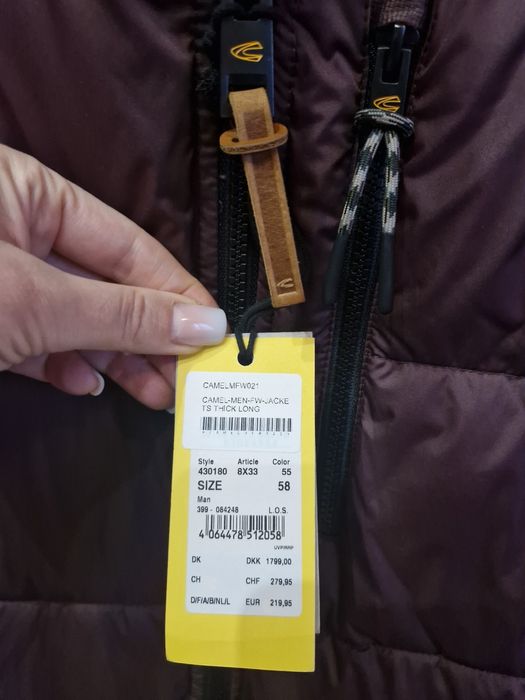 CAMELMFW021
CAMEL-MEN-FW-JACKE
TS THICK LONG
Style Article Color
430180 8X33 55
SIZE 58
Man
399 - 084248 L.O.S.
4 064478 512058
UVP/RRP
DK DKK 1799,00
CH CHF 279,95
D/F/A/B/NL/L EUR 219,95